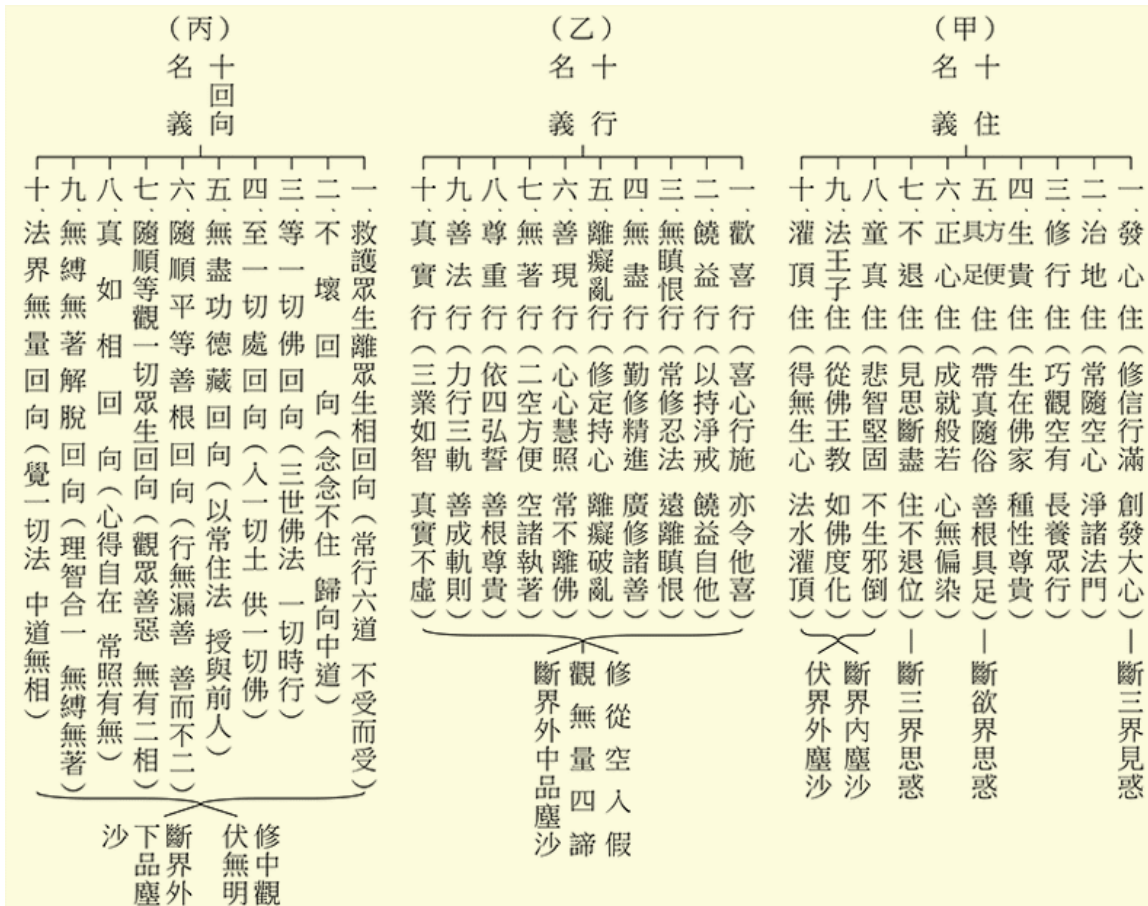 （甲）
十住
名義
一、發心住（修信行滿　創發大心）
二、治地住（常隨空心　淨諸法門）
三、修行住（巧觀空有　長養眾行）
四、生貴住（生在佛家　種性尊貴）
五、方便具足住（帶真隨俗　善根具足）
六、正心住（成就般若　心無偏染）
七、不退住（見思斷盡　住不退位）
八、童真住（悲智堅固　不生邪倒）
九、法王子住（從佛王教　如佛度化）
十、灌頂住（得無生心　法水灌頂）
斷三界見惑
斷欲界思惑
斷三界思惑
斷界內塵沙
伏界外塵沙
（乙）
十行
名義
一、歡喜行（喜心行施　亦令他喜）
二、饒益行（以持淨戒　饒益自他）
三、無瞋恨行（常修忍法　遠離瞋恨）
四、無盡行（勤修精進　廣修諸善）
五、離癡亂行（修定持心　離癡破亂）
六、善現行（心心慧照　常不離佛）
七、無著行（二空方便　空諸執著）
八、尊重行（依四弘誓　善根尊貴）
九、善法行（力行三軌　善成軌則）
十、真實行（三業如智　真實不虛）
修從空入假
觀無量四諦
斷界外中品塵沙
（丙）
十回向
名義
一、救護眾生離眾生相回向（常行六道　不受而受）
二、不壞回向（念念不住　歸向中道）
三、等一切佛回向（三世佛法　一切時行）
四、至一切處回向（入一切土　供一切佛）
五、無盡功德藏回向（以常住法　授與前人）
六、隨順平等善根回向（行無漏善　善而不二）
七、隨順等觀一切眾生回向（觀眾善惡　無有二相）
八、真如相回向（心得自在　常照有無）
九、無縛無著解脫回向（理智合一　無縛無著）
十、法界無量回向（覺一切法　中道無相）
修中觀
伏無明
斷界外
下品塵
沙